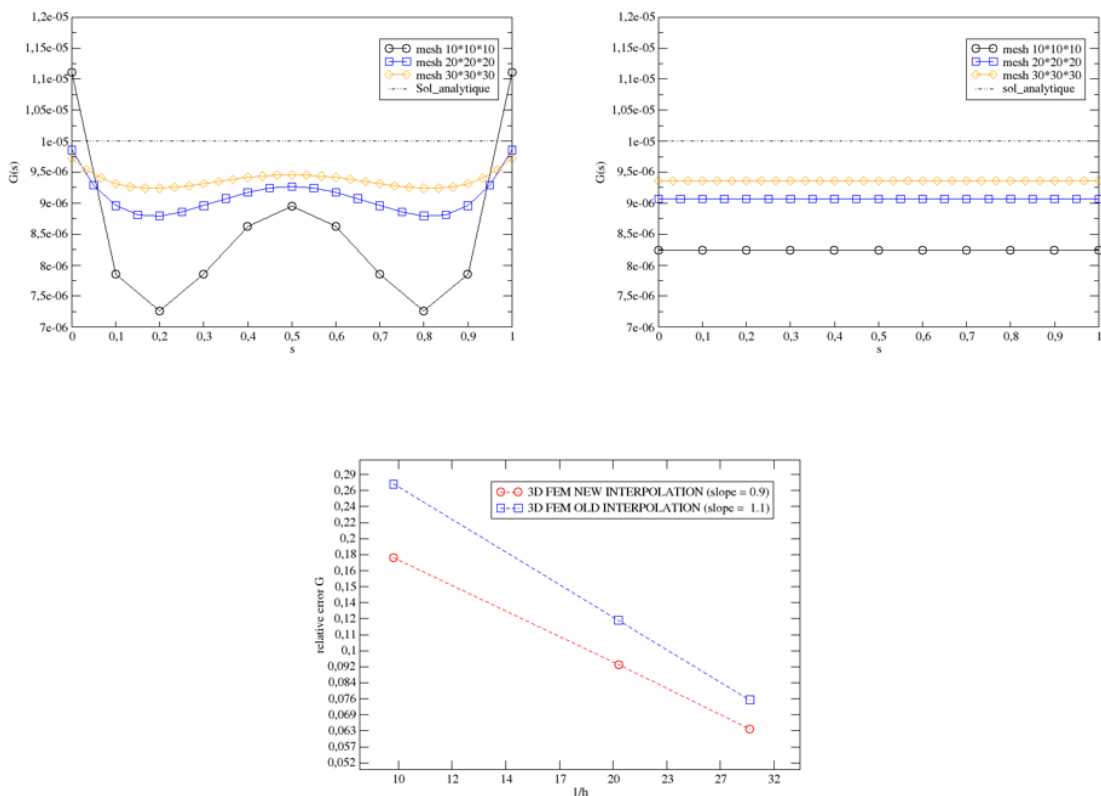 1,2e-05
1,15e-05
1,1e-05
1,05e-05
1e-05
9,5e-06
9e-06
8,5e-06
8e-06
7,5e-06
7e-06
G(s)
mesh 10*10*10
mesh 20*20*20
mesh 30*30*30
Sol_analytique
0 0,1 0,2 0,3 0,4 0,5 0,6 0,7 0,8 0,9 1
s
1,2e-05
1,15e-05
1,1e-05
1,05e-05
1e-05
9,5e-06
9e-06
8,5e-06
8e-06
7,5e-06
7e-06
G(s)
mesh 10*10*10
mesh 20*20*20
mesh 30*30*30
sol_analytique
0 0,1 0,2 0,3 0,4 0,5 0,6 0,7 0,8 0,9 1
s
0,29
0,26
0,24
0,22
0,2
0,18
0,16
0,15
0,14
0,12
0,11
0,1
0,092
0,084
0,076
0,069
0,063
0,057
0,052
relative error G
3D FEM NEW INTERPOLATION (slope = 0.9)
3D FEM OLD INTERPOLATION (slope = 1.1)
10 12 14 17 20 23 27 32
1/h